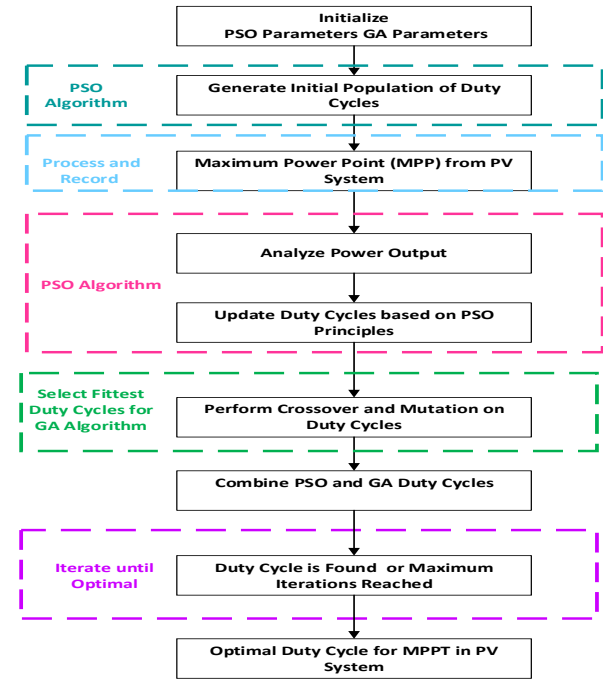 Initialize
PSO Parameters GA Parameters
PSO
Algorithm
Generate Initial Population of Duty
Cycles
Process and
Record
Maximum Power Point (MPP) from PV
System
PSO Algorithm
Analyze Power Output
Update Duty Cycles based on PSO
Principles
Select Fittest
Duty Cycles for
GA Algorithm
Perform Crossover and Mutation on
Duty Cycles
Combine PSO and GA Duty Cycles
Iterate until
Optimal
Duty Cycle is Found or Maximum
Iterations Reached
Optimal Duty Cycle for MPPT in PV
System